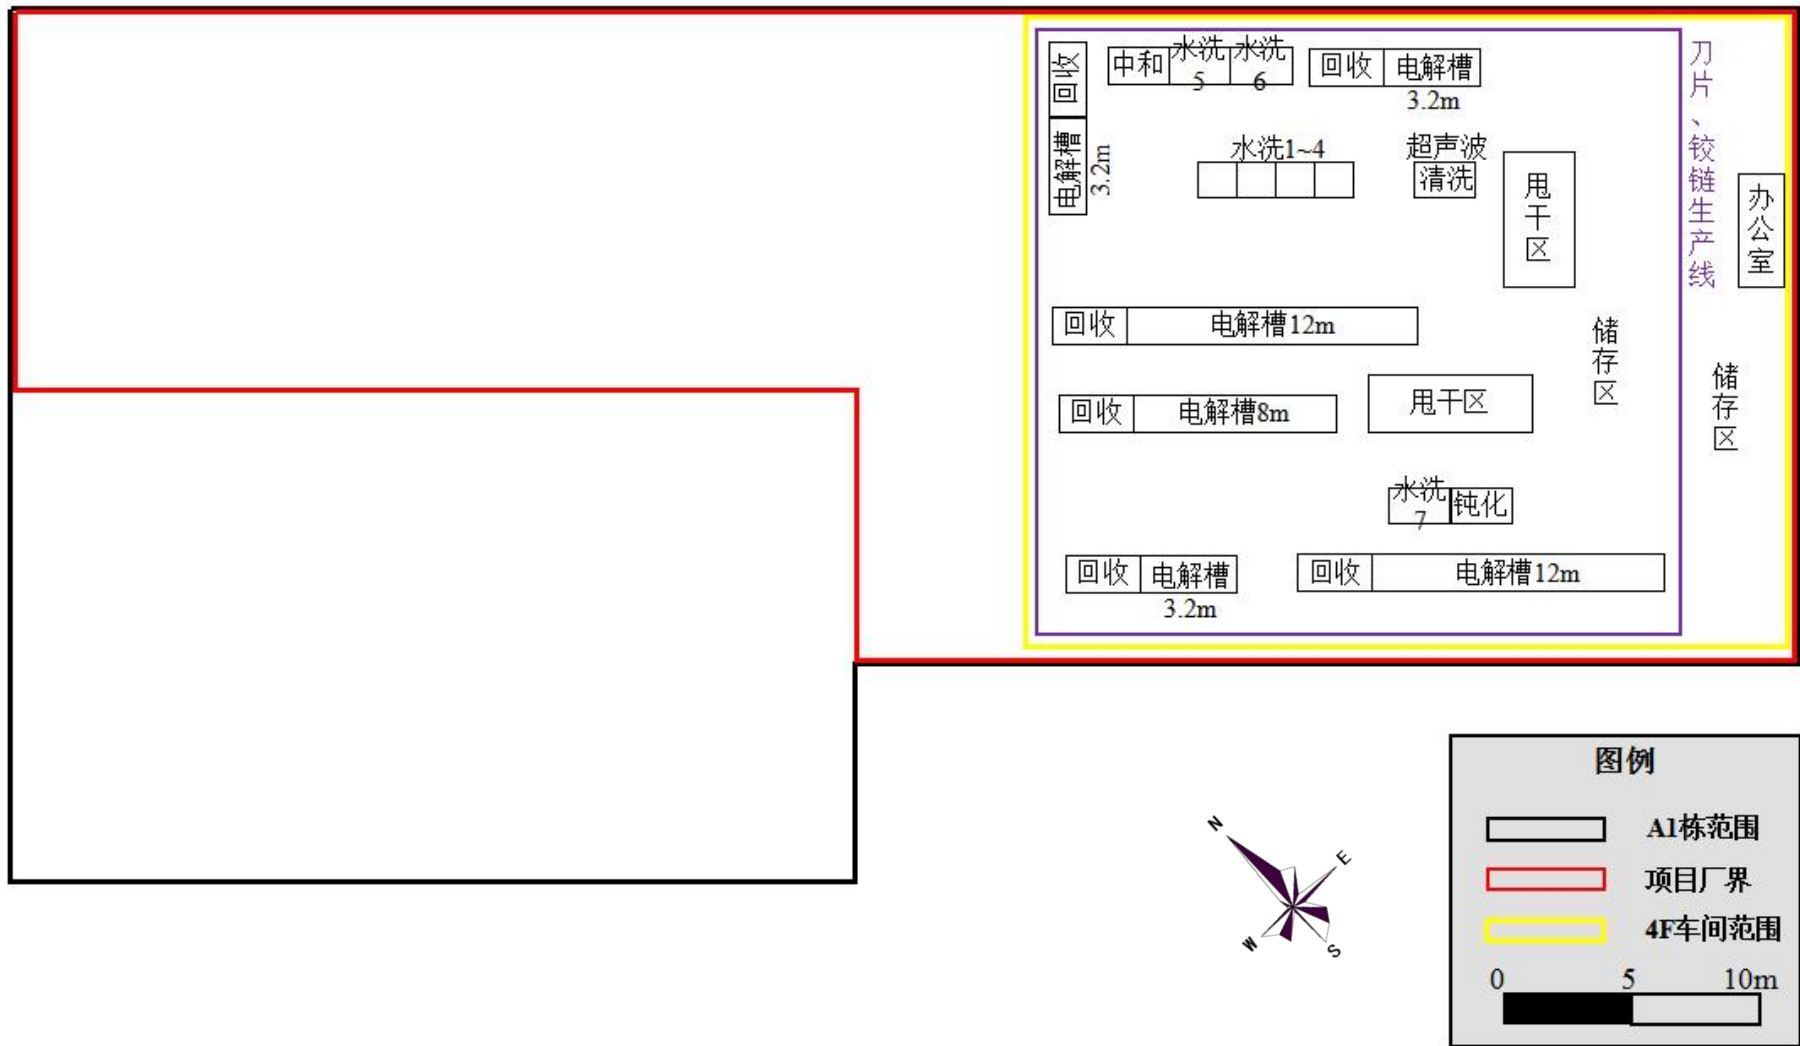 回收
中和
水洗
5
水洗
6
回收
电解槽
3.2m
电解槽
3.2m
水洗1~4
超声波
清洗
甩干区
刀片、铰链生产线
办公室
回收
电解槽12m
储存区
储存区
回收
电解槽8m
甩干区
水洗
7
钝化
回收
电解槽
3.2m
回收
电解槽12m
图例
A1栋范围
项目厂界
4F车间范围
0 5 10m
N
E
W
S